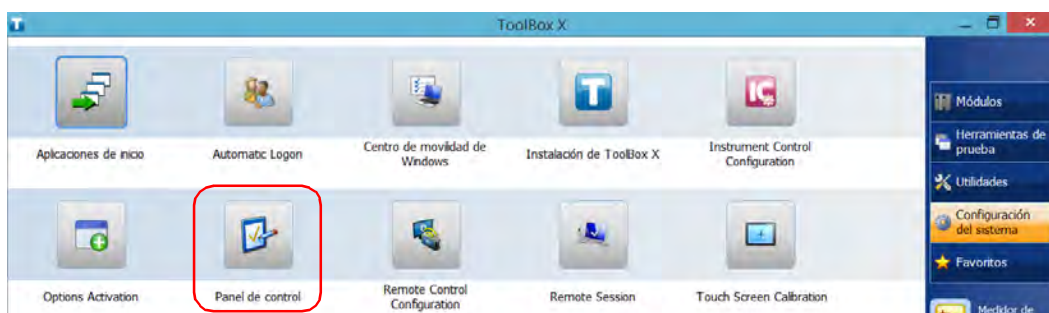 ToolBox X
Aplicaciones de inicio
Automatic Logon
Centro de movilidad de
Windows
Instalación de ToolBox X
Instrument Control
Configuration
Options Activation
Panel de control
Remote Control
Configuration
Remote Session
Touch Screen Calibration
Módulos
Herramientas de
prueba
Utilidades
Configuración
del sistema
Favoritos
Medidor de